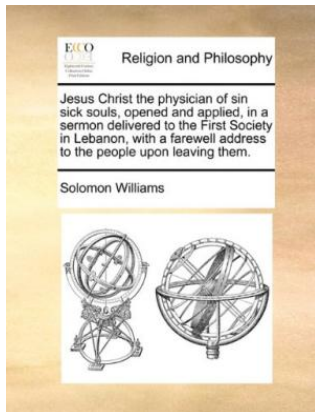 ECCO
Religion and Philosophy
Jesus Christ the physician of sin
sick souls, opened and applied, in a
sermon delivered to the First Society
in Lebanon, with a farewell address
to the people upon leaving them.
Solomon Williams